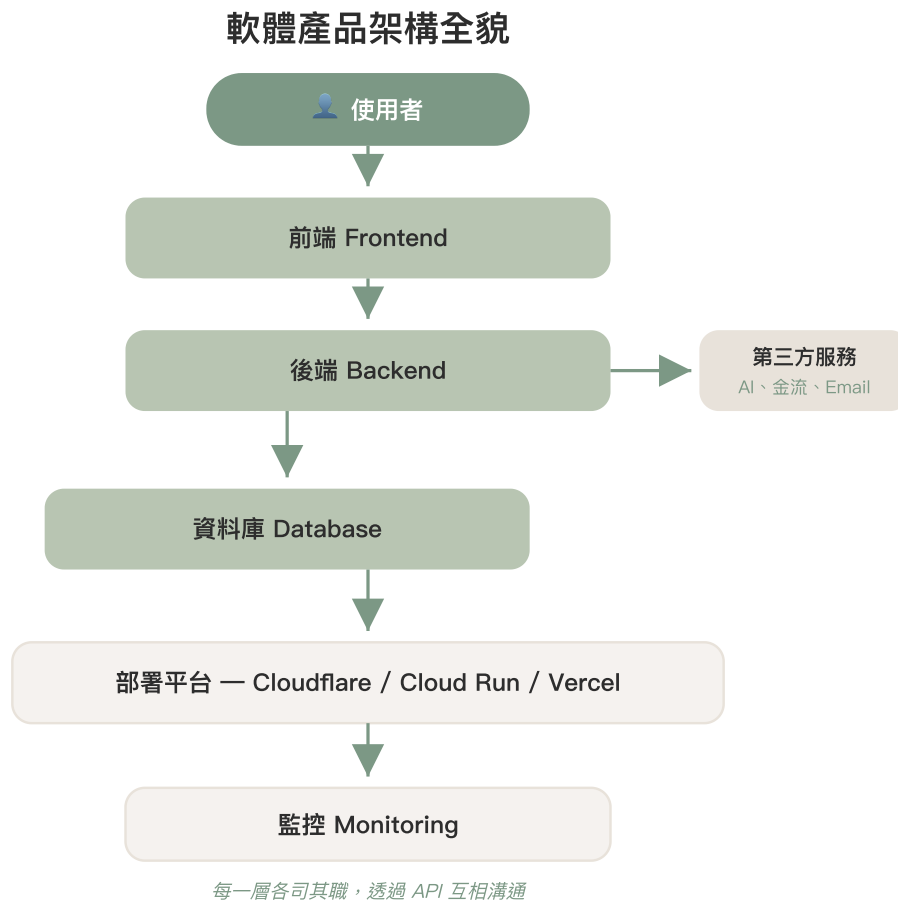 軟體產品架構全貌
👤 使用者
前端 Frontend
後端 Backend
第三方服務
AI、金流、Email
資料庫 Database
部署平台 — Cloudflare / Cloud Run / Vercel
監控 Monitoring
每一層各司其職，透過 API 互相溝通